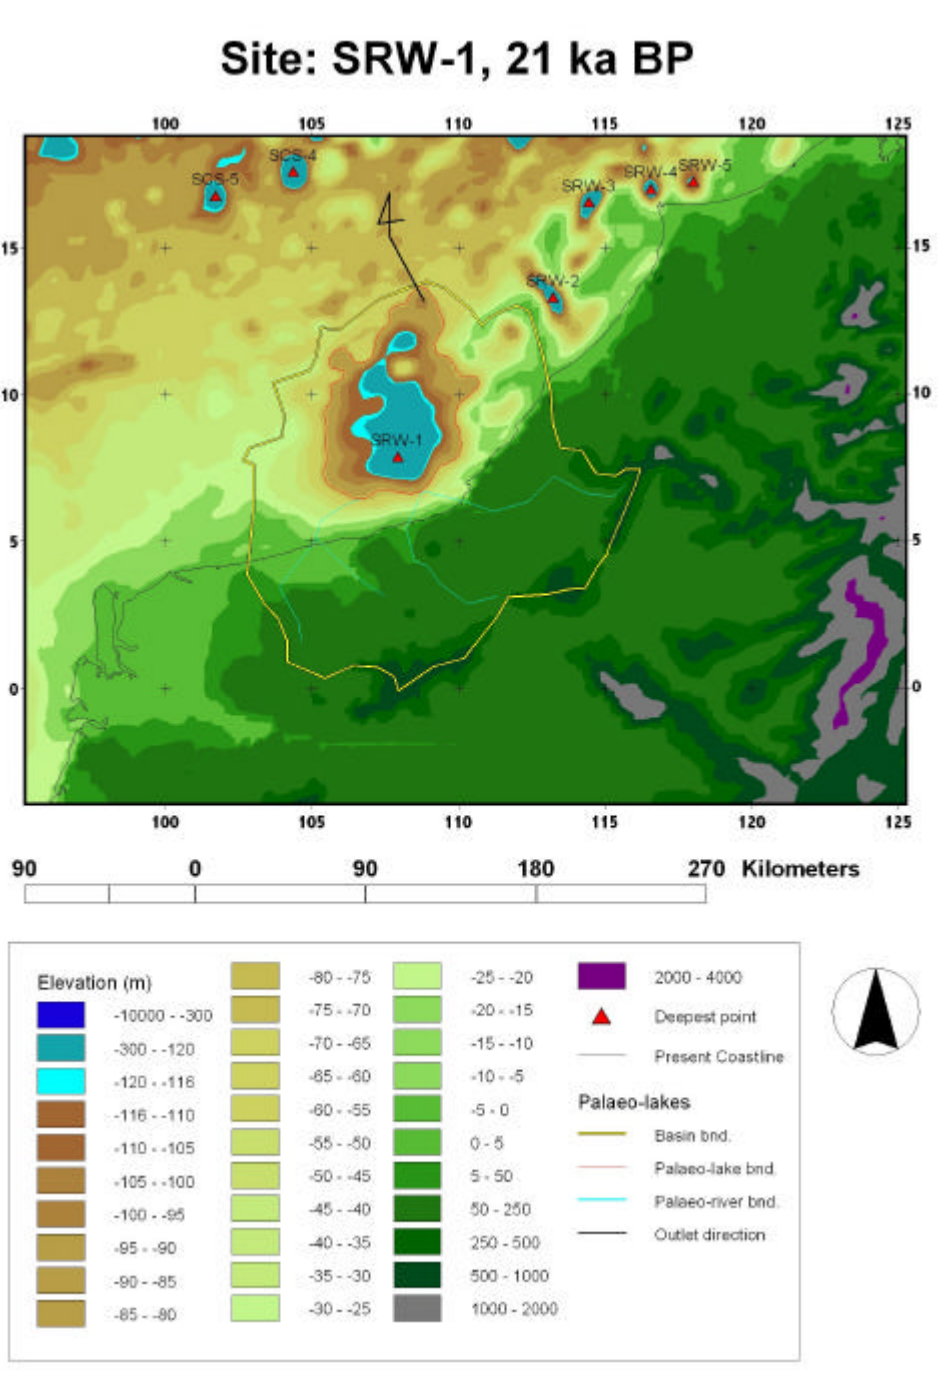 Site: SRW-1, 21 ka BP
100 105 110 115 120 125
SCS-4
SCS-5
SRW-4
SRW-5
SRW-3
15 15
SRW-2
10 10
SRW-1
5 5
0 0
100 105 110 115 120 125
90 0 90 180 270 Kilometers
Elevation (m)
-10000 - -300
-300 - -120
-120 - -116
-116 - -110
-110 - -105
-105 - -100
-100 - -95
-95 - -90
-90 - -85
-85 - -80
-80 - -75
-75 - -70
-70 - -65
-65 - -60
-60 - -55
-55 - -50
-50 - -45
-45 - -40
-40 - -35
-35 - -30
-30 - -25
-25 - -20
-20 - -15
-15 - -10
-10 - -5
-5 - 0
0 - 5
5 - 50
50 - 250
250 - 500
500 - 1000
1000 - 2000
2000 - 4000
Deepest point
Present Coastline
Palaeo-lakes
Basin bnd.
Palaeo-lake bnd.
Palaeo-river bnd.
Outlet direction